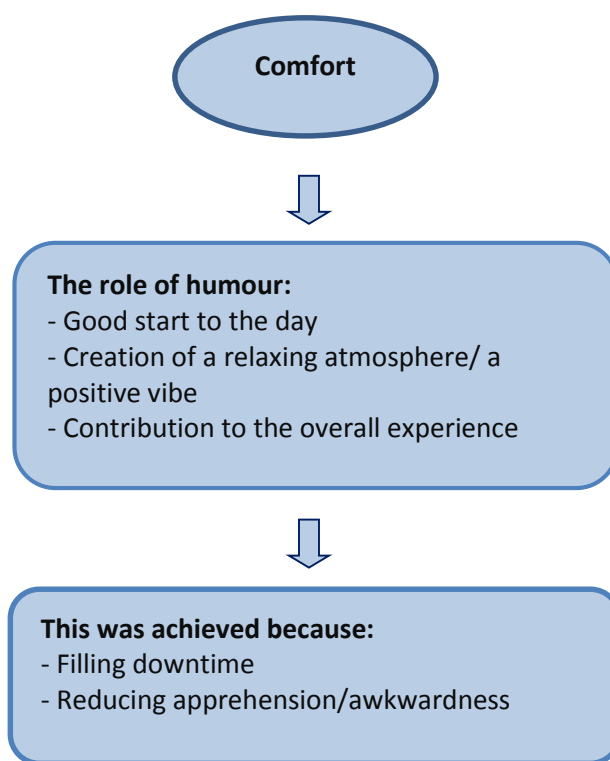 Comfort
The role of humour:
- Good start to the day
- Creation of a relaxing atmosphere/ a
positive vibe
- Contribution to the overall experience
This was achieved because:
- Filling downtime
- Reducing apprehension/awkwardness